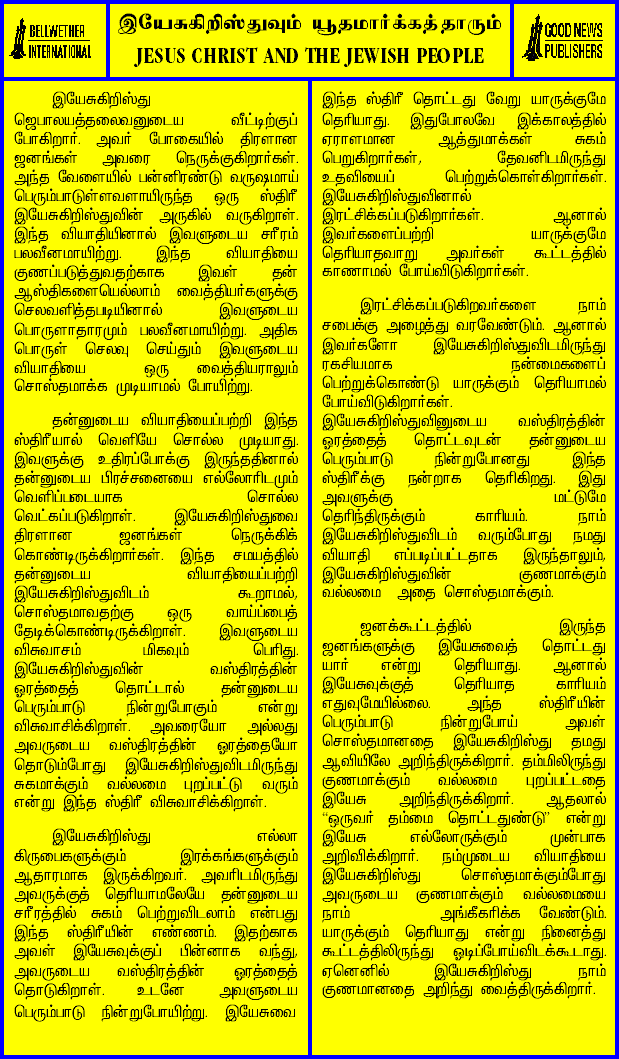 BELLWETHER
INTERNATIONAL
இயேசுகிறிஸ்துவும் யூதமார்க்கத்தாரும்
JESUS CHRIST AND THE JEWISH PEOPLE
GOOD NEWS
PUBLISHERS
இயேசுகிறிஸ்து
ஜெபாலயத்தலைவனுடைய வீட்டிற்குப்
போகிறார். அவர் போகையில் திரளான
ஜனங்கள் அவரை நெருக்குகிறார்கள்.
அந்த வேளையில் பன்னிரண்டு வருஷமாய்
பெரும்பாடுள்ளவளாயிருந்த ஒரு ஸ்திரீ
இயேசுகிறிஸ்துவின் அருகில் வருகிறாள்.
இந்த வியாதியினால் இவளுடைய சரீரம்
பலவீனமாயிற்று. இந்த வியாதியை
குணப்படுத்துவதற்காக இவள் தன்
ஆஸ்திகளையெல்லாம் வைத்தியர்களுக்கு
செலவளித்தபடியினால் இவளுடைய
பொருளாதாரமும் பலவீனமாயிற்று. அதிக
பொருள் செலவு செய்தும் இவளுடைய
வியாதியை ஒரு வைத்தியராலும்
சொஸ்தமாக்க முடியாமல் போயிற்று.
தன்னுடைய வியாதியைப்பற்றி இந்த
ஸ்திரீயால் வெளியே சொல்ல முடியாது.
இவளுக்கு உதிரப்போக்கு இருந்ததினால்
தன்னுடைய பிரச்சனையை எல்லோரிடமும்
வெளிப்படையாக சொல்ல
வெட்கப்படுகிறாள். இயேசுகிறிஸ்துவை
திரளான ஜனங்கள் நெருக்கிக்
கொண்டிருக்கிறார்கள். இந்த சமயத்தில்
தன்னுடைய வியாதியைப்பற்றி
இயேசுகிறிஸ்துவிடம் கூறாமல்,
சொஸ்தமாவதற்கு ஒரு வாய்ப்பைத்
தேடிக்கொண்டிருக்கிறாள். இவளுடைய
விசுவாசம் மிகவும் பெரிது.
இயேசுகிறிஸ்துவின் வஸ்திரத்தின்
ஓரத்தைத் தொட்டால் தன்னுடைய
பெரும்பாடு நின்றுபோகும் என்று
விசுவாசிக்கிறாள். அவரையோ அல்லது
அவருடைய வஸ்திரத்தின் ஓரத்தையோ
தொடும்போது இயேசுகிறிஸ்துவிடமிருந்து
சுகமாக்கும் வல்லமை புறப்பட்டு வரும்
என்று இந்த ஸ்திரீ விசுவாசிக்கிறாள்.
இயேசுகிறிஸ்து எல்லா
கிருபைகளுக்கும் இரக்கங்களுக்கும்
ஆதாரமாக இருக்கிறவர். அவரிடமிருந்து
அவருக்குத் தெரியாமலேயே தன்னுடைய
சரீரத்தில் சுகம் பெற்றுவிடலாம் என்பது
இந்த ஸ்திரீயின் எண்ணம். இதற்காக
அவள் இயேசுவுக்குப் பின்னாக வந்து,
அவருடைய வஸ்திரத்தின் ஓரத்தைத்
தொடுகிறாள். உடனே அவளுடைய
பெரும்பாடு நின்றுபோயிற்று. இயேசுவை
இந்த ஸ்திரீ தொட்டது வேறு யாருக்குமே
தெரியாது. இதுபோலவே இக்காலத்தில்
ஏராளமான ஆத்துமாக்கள் சுகம்
பெறுகிறார்கள், தேவனிடமிருந்து
உதவியைப் பெற்றுக்கொள்கிறார்கள்.
இயேசுகிறிஸ்துவினால்
இரட்சிக்கப்படுகிறார்கள். ஆனால்
இவர்களைப்பற்றி யாருக்குமே
தெரியாதவாறு அவர்கள் கூட்டத்தில்
காணாமல் போய்விடுகிறார்கள்.
இரட்சிக்கப்படுகிறவர்களை நாம்
சபைக்கு அழைத்து வரவேண்டும். ஆனால்
இவர்களோ இயேசுகிறிஸ்துவிடமிருந்து
ரகசியமாக நன்மைகளைப்
பெற்றுக்கொண்டு யாருக்கும் தெரியாமல்
போய்விடுகிறார்கள்.
இயேசுகிறிஸ்துவினுடைய வஸ்திரத்தின்
ஓரத்தைத் தொட்டவுடன் தன்னுடைய
பெரும்பாடு நின்றுபோனது இந்த
ஸ்திரீக்கு நன்றாக தெரிகிறது. இது
அவளுக்கு மட்டுமே
தெரிந்திருக்கும் காரியம். நாம்
இயேசுகிறிஸ்துவிடம் வரும்போது நமது
வியாதி எப்படிப்பட்டதாக இருந்தாலும்,
இயேசுகிறிஸ்துவின் குணமாக்கும்
வல்லமை அதை சொஸ்தமாக்கும்.
ஜனக்கூட்டத்தில் இருந்த
ஜனங்களுக்கு இயேசுவைத் தொட்டது
யார் என்று தெரியாது. ஆனால்
இயேசுவுக்குத் தெரியாத காரியம்
எதுவுமேயில்லை. அந்த ஸ்திரீயின்
பெரும்பாடு நின்றுபோய் அவள்
சொஸ்தமானதை இயேசுகிறிஸ்து தமது
ஆவியிலே அறிந்திருக்கிறார். தம்மிலிருந்து
குணமாக்கும் வல்லமை புறப்பட்டதை
இயேசு அறிந்திருக்கிறார். ஆதலால்
“ஒருவர் தம்மை தொட்டதுண்டு” என்று
இயேசு எல்லோருக்கும் முன்பாக
அறிவிக்கிறார். நம்முடைய வியாதியை
இயேசுகிறிஸ்து சொஸ்தமாக்கும்போது
அவருடைய குணமாக்கும் வல்லமையை
நாம் அங்கீகரிக்க வேண்டும்.
யாருக்கும் தெரியாது என்று நினைத்து
கூட்டத்திலிருந்து ஓடிப்போய்விடக்கூடாது.
ஏனெனில் இயேசுகிறிஸ்து நாம்
குணமானதை அறிந்து வைத்திருக்கிறார்.